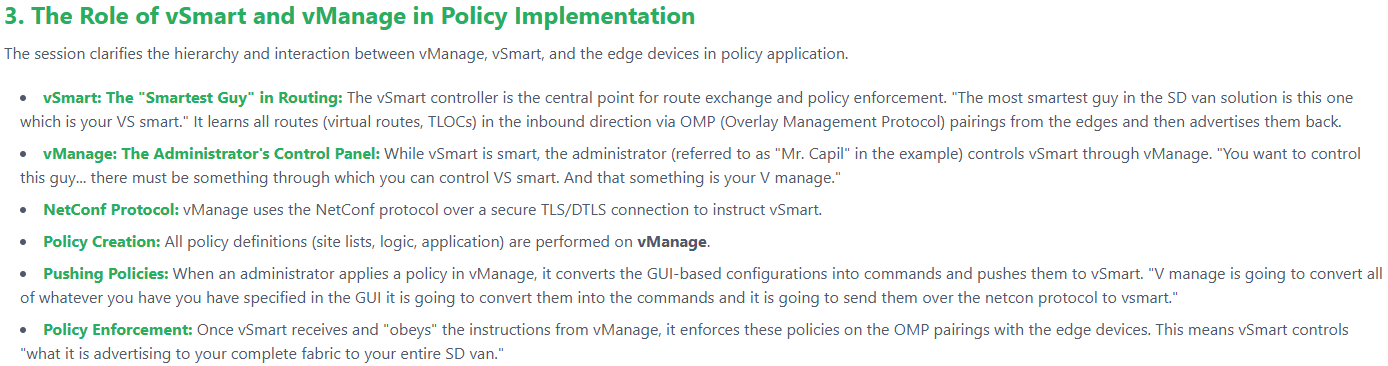 3. The Role of vSmart and vManage in Policy Implementation
The session clarifies the hierarchy and interaction between vManage, vSmart, and the edge devices in policy application.
• vSmart: The "Smartest Guy" in Routing: The vSmart controller is the central point for route exchange and policy enforcement. "The most smartest guy in the SD van solution is this one
which is your VS smart." It learns all routes (virtual routes, TLOCs) in the inbound direction via OMP (Overlay Management Protocol) pairings from the edges and then advertises them back.
• vManage: The Administrator's Control Panel: While vSmart is smart, the administrator (referred to as "Mr. Capil" in the example) controls vSmart through vManage. "You want to control
this guy... there must be something through which you can control VS smart. And that something is your V manage."
• NetConf Protocol: vManage uses the NetConf protocol over a secure TLS/DTLS connection to instruct vSmart.
• Policy Creation: All policy definitions (site lists, logic, application) are performed on vManage.
• Pushing Policies: When an administrator applies a policy in vManage, it converts the GUI-based configurations into commands and pushes them to vSmart. "V manage is going to convert all
of whatever you have you have specified in the GUI it is going to convert them into the commands and it is going to send them over the netcon protocol to vsmart."
• Policy Enforcement: Once vSmart receives and "obeys" the instructions from vManage, it enforces these policies on the OMP pairings with the edge devices. This means vSmart controls
"what it is advertising to your complete fabric to your entire SD van."